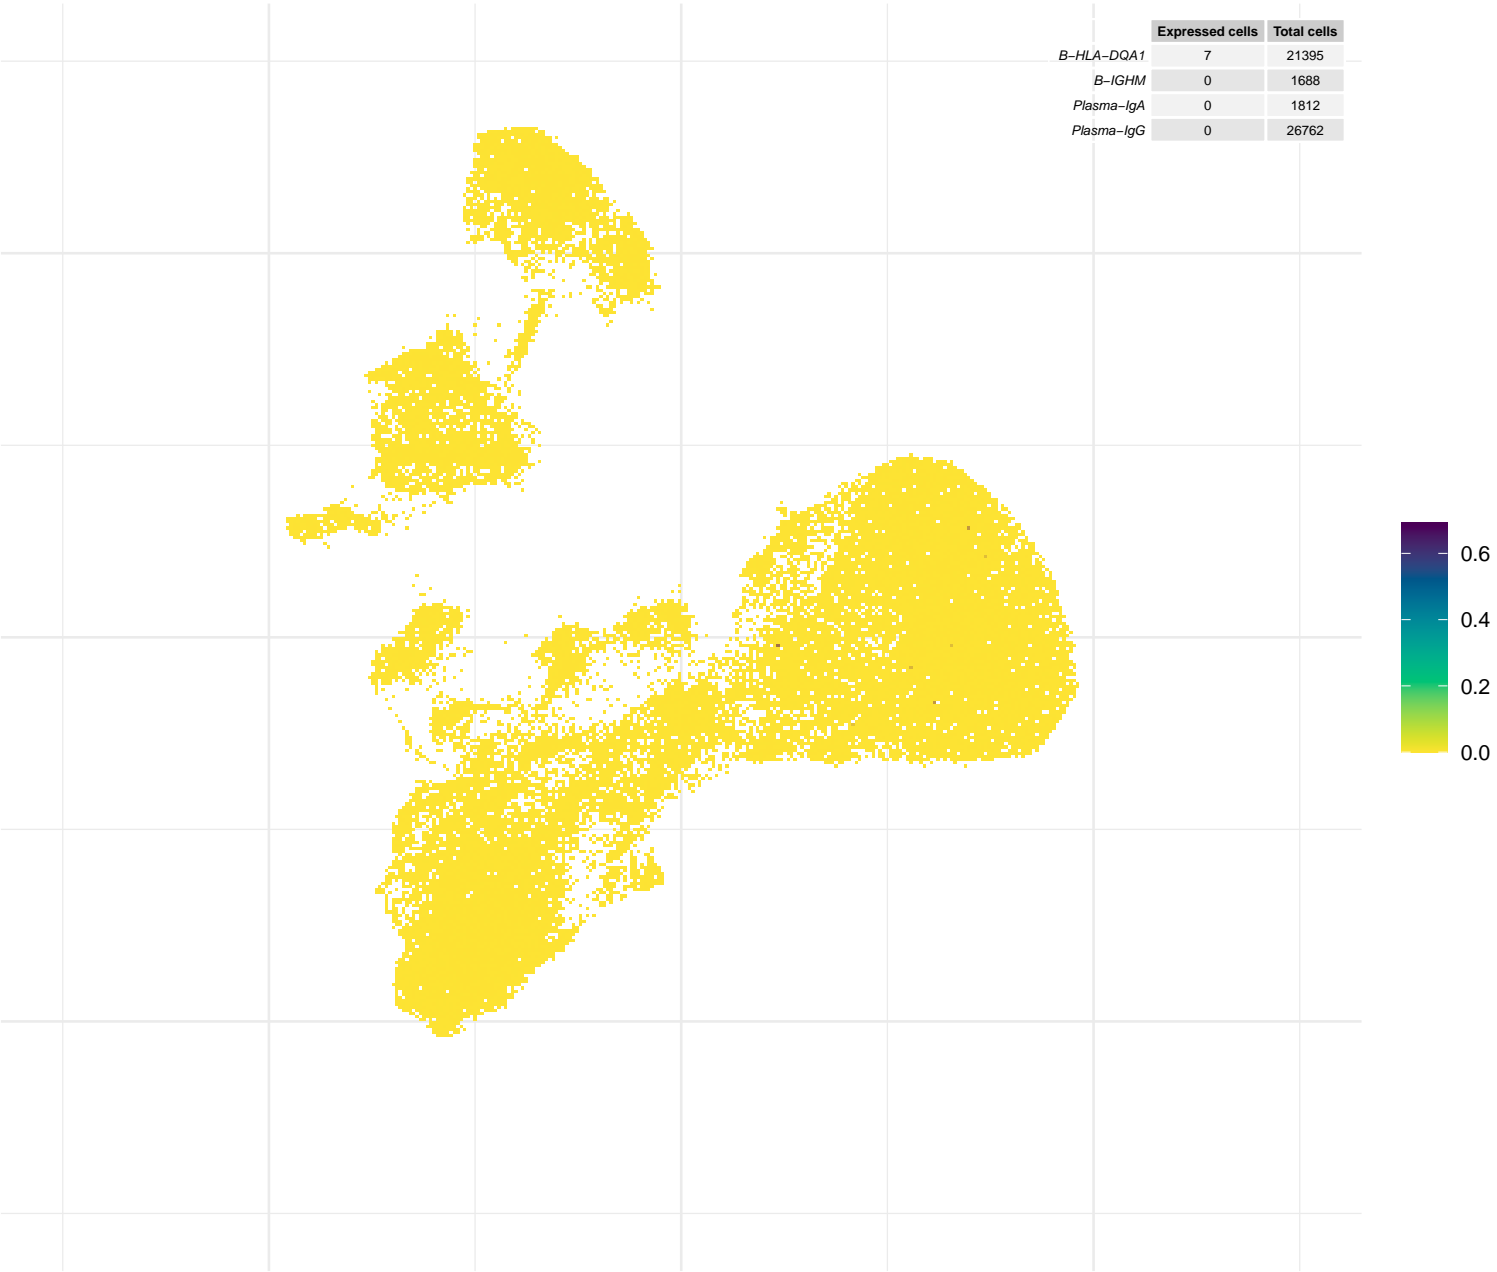 Expressed cells Total cells
B−HLA−DQA1 7 21395
B−IGHM 0 1688
Plasma−IgA 0 1812
Plasma−IgG 0 26762
0.6
0.4
0.2
0.0